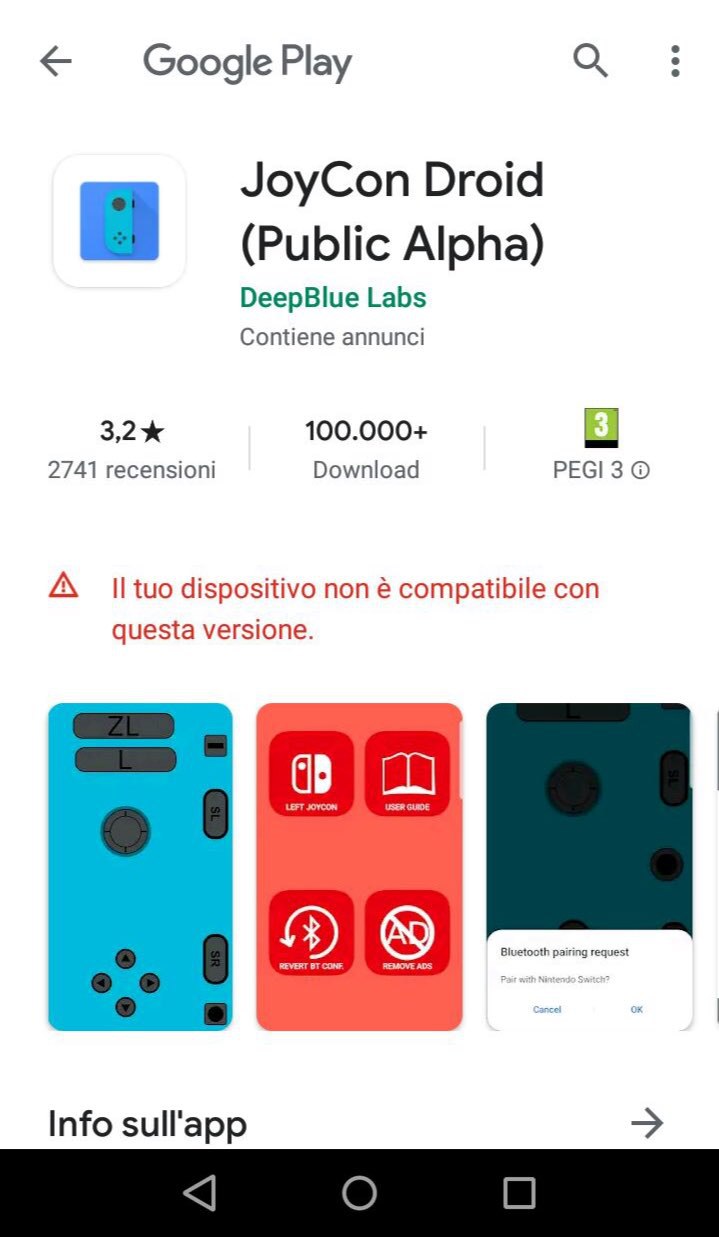 Google Play
JoyCon Droid
(Public Alpha)
DeepBlue Labs
Contiene annunci
3,2★
2741 recensioni
100.000+
Download
3
PEGI 3
Il tuo dispositivo non è compatibile con
questa versione.
ZL
L
SL
SR
LEFT JOYCON
USER GUIDE
REVERT BT CONF.
AD
REMOVE ADS
L
SL
Bluetooth pairing request
Pair with Nintendo Switch?
Cancel
OK
Info sull'app